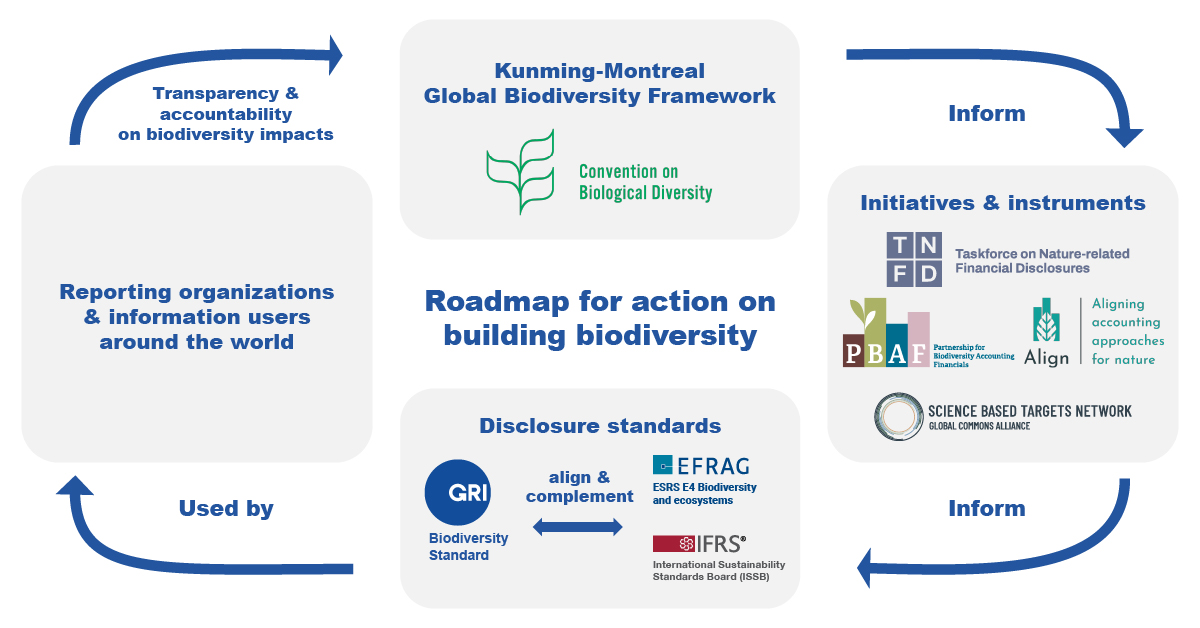 Transparency &
accountability
on biodiversity impacts
Kunming-Montreal
Global Biodiversity Framework
Convention on
Biological Diversity
Inform
Initiatives & instruments
TN
FD
Taskforce on Nature-related
Financial Disclosures
PBAF
Partnership for
Biodiversity Accounting
Financials
Align
Aligning
accounting
approaches
for nature
SCIENCE BASED TARGETS NETWORK
GLOBAL COMMONS ALLIANCE
Reporting organizations
& information users
around the world
Roadmap for action on
building biodiversity
Disclosure standards
GRI
Biodiversity
Standard
align &
complement
EFRAG
ESRS E4 Biodiversity
and ecosystems
IFRS®
International Sustainability
Standards Board (ISSB)
Used by
Inform